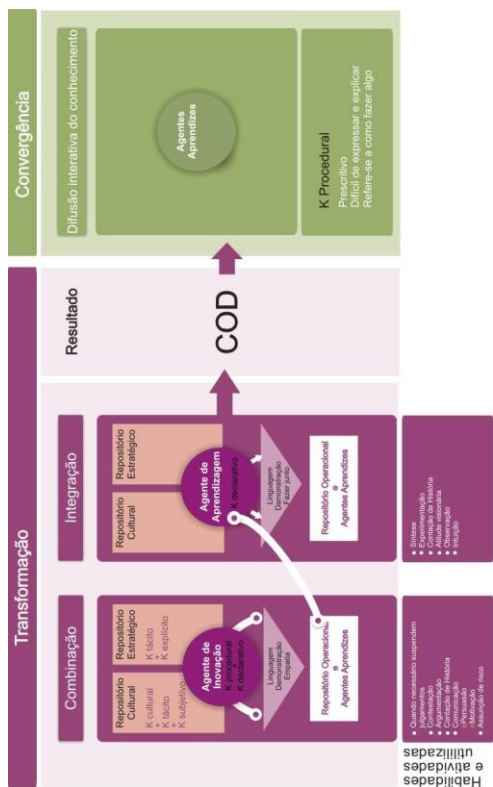 Transformação
Convergência
Combinação
Integração
Resultado
Difusão interativa do conhecimento
Repositório
Cultural
K cultural
+
K tácito
+
K subjetivo
Repositório
Estratégico
K tácito
+
K explícito
Agente de
Inovação
K procedural
+
K declarativo
Linguagem
Demonstração
Empatia
Repositório Operacional
e
Agentes Aprendizes
Repositório
Cultural
Repositório
Estratégico
Agente de
Aprendizagem
K declarativo
Linguagem
Demonstração
Fazer junto
Repositório Operacional
e
Agentes Aprendizes
COD
Agentes
Aprendizes
K Procedural
Prescritivo
Difícil de expressar e explicar
Refere-se a como fazer algo
Habilidades
e atividades
utilizadas
Quando necessário suspendem
julgamentos
Contestação
Argumentação
Contação de História
Comunicação
Persuasão
Motivação
Assunção de risco
Síntese
Experimentação
Contação de História
Atitude visionária
Observação
Intuição